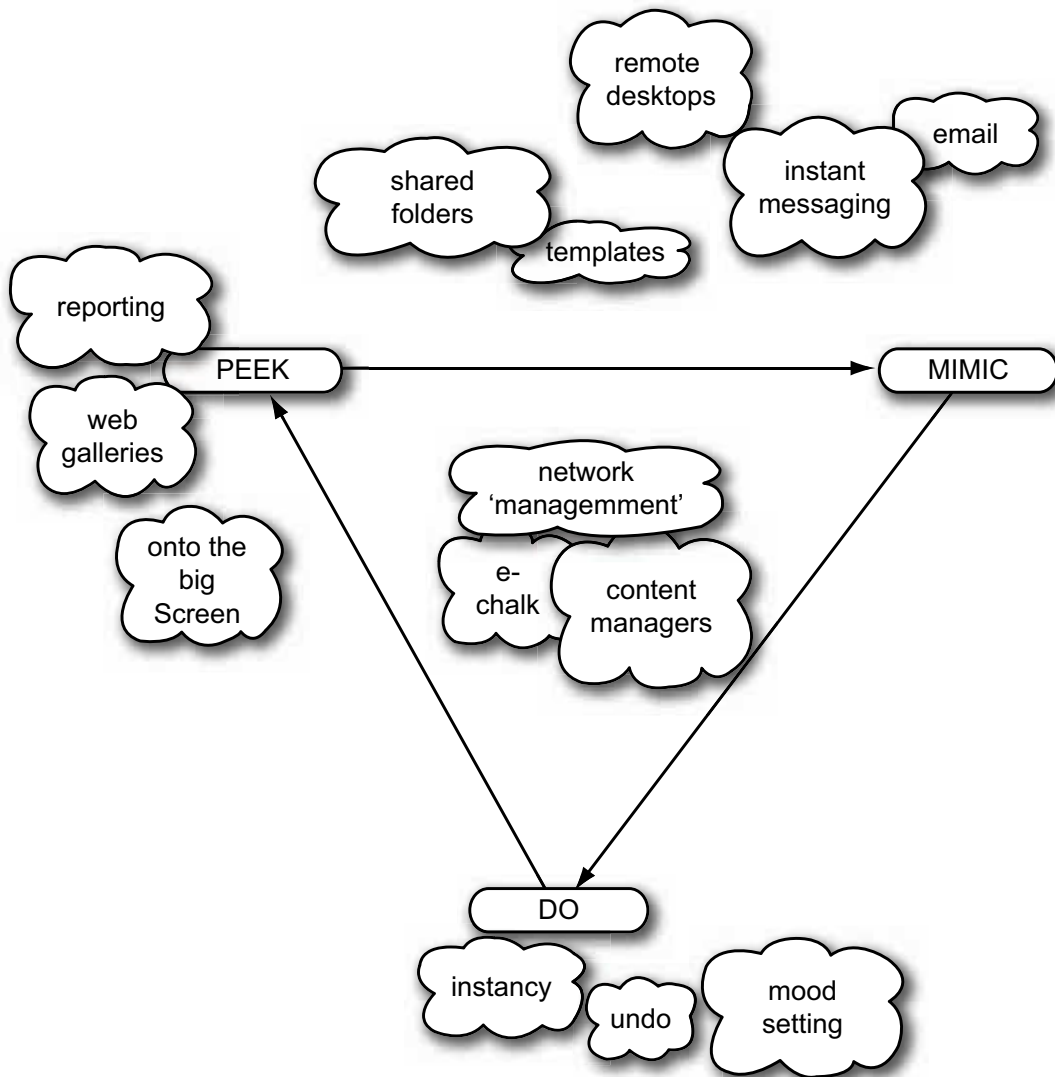 remote
desktops
email
instant
messaging
shared
folders
templates
reporting
PEEK
MIMIC
web
galleries
network
‘managemment’
onto the
big
Screen
e-
chalk
content
managers
DO
instancy
undo
mood
setting